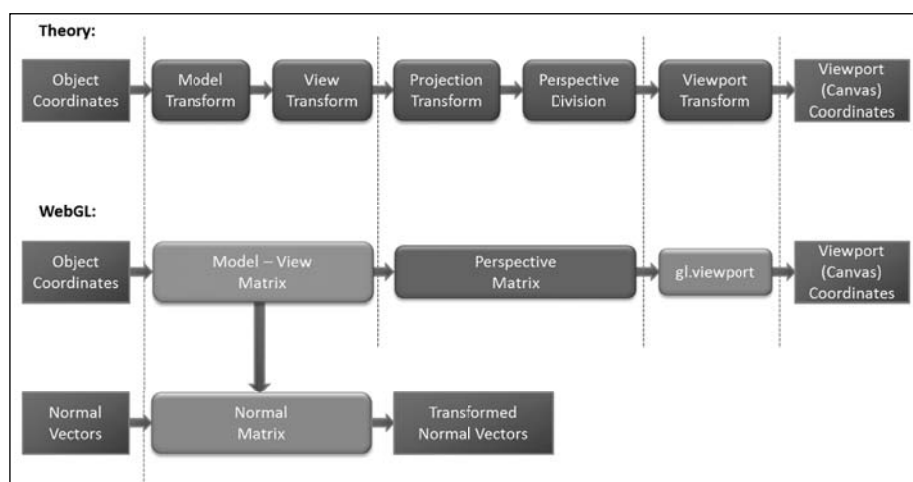 Theory:
Object
Coordinates
Model
Transform
View
Transform
Projection
Transform
Perspective
Division
Viewport
Transform
Viewport
(Canvas)
Coordinates
WebGL:
Object
Coordinates
Model – View
Matrix
Perspective
Matrix
gl.viewport
Viewport
(Canvas)
Coordinates
Normal
Vectors
Normal
Matrix
Transformed
Normal Vectors